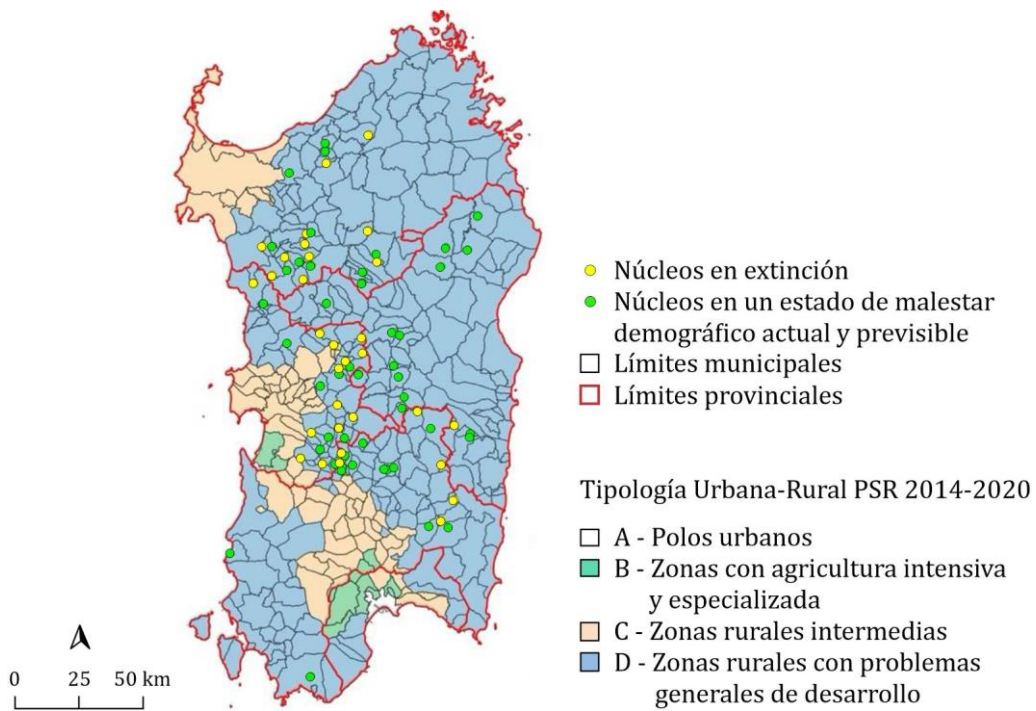 Núcleos en extinción
Núcleos en un estado de malestar
demográfico actual y previsible
Límites municipales
Límites provinciales
Tipología Urbana-Rural PSR 2014-2020
A - Polos urbanos
B - Zonas con agricultura intensiva
y especializada
C - Zonas rurales intermedias
D - Zonas rurales con problemas
generales de desarrollo
0 25 50 km